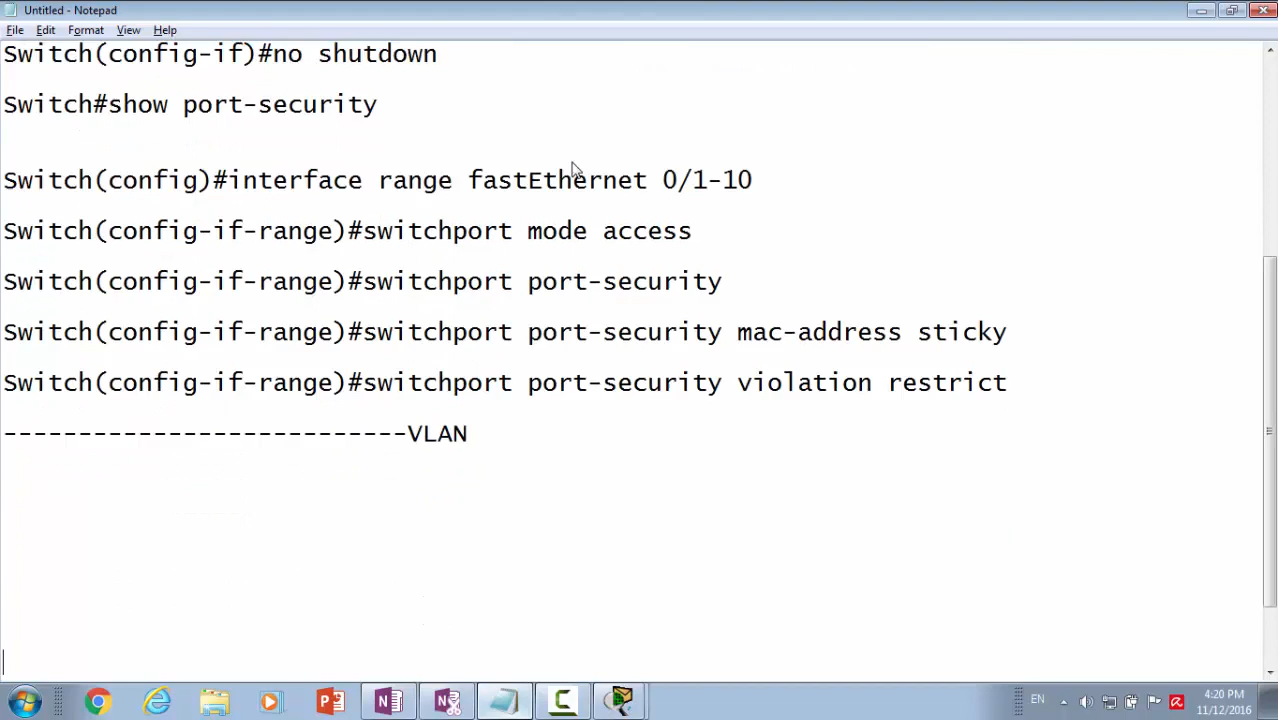 Untitled - Notepad
File Edit Format View Help
Switch(config-if)#no shutdown
Switch#show port-security
Switch(config)#interface range fastEthernet 0/1-10
Switch(config-if-range)#switchport mode access
Switch(config-if-range)#switchport port-security
Switch(config-if-range)#switchport port-security mac-address sticky
Switch(config-if-range)#switchport port-security violation restrict
---------------------------VLAN
EN
4:20 PM
11/12/2016